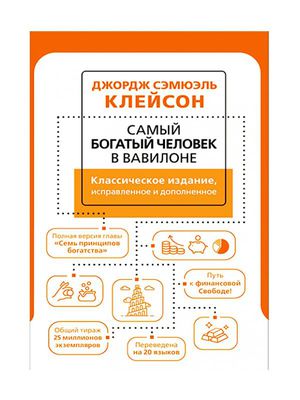 ДЖОРДЖ СЭМЮЭЛЬ
КЛЕЙСОН
САМЫЙ
БОГАТЫЙ ЧЕЛОВЕК
В ВАВИЛОНЕ
Классическое издание,
исправленное и дополненное
Полная версия главы
«Семь принципов
богатства»
Путь
к финансовой
Свободе!
Общий тираж
25 миллионов
экземпляров
Переведена
на 20 языков